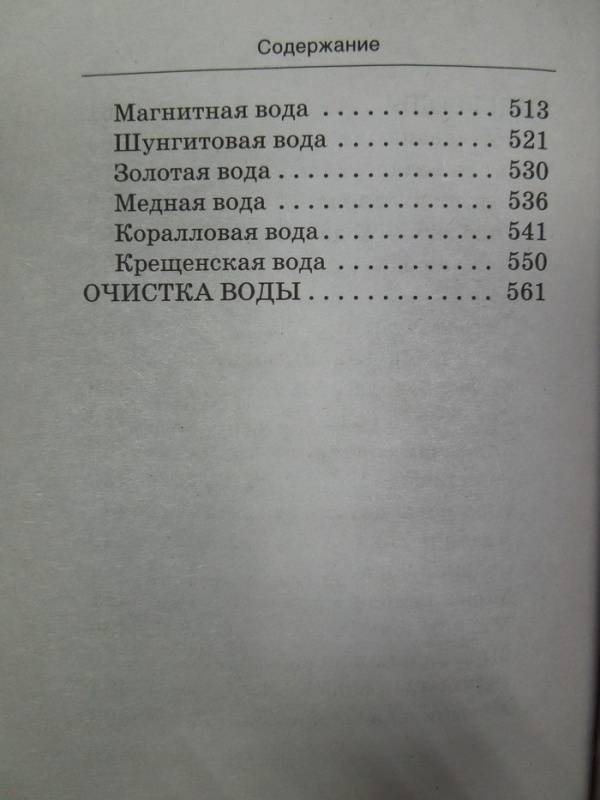 Содержание
Магнитная вода . . . . . . . . . . . . . 513
Шунгитовая вода . . . . . . . . . . . . 521
Золотая вода . . . . . . . . . . . . . . . . 530
Медная вода . . . . . . . . . . . . . . . . 536
Коралловая вода. . . . . . . . . . . . . 541
Крещенская вода . . . . . . . . . . . . 550
ОЧИСТКА ВОДЫ . . . . . . . . . . . . . . 561